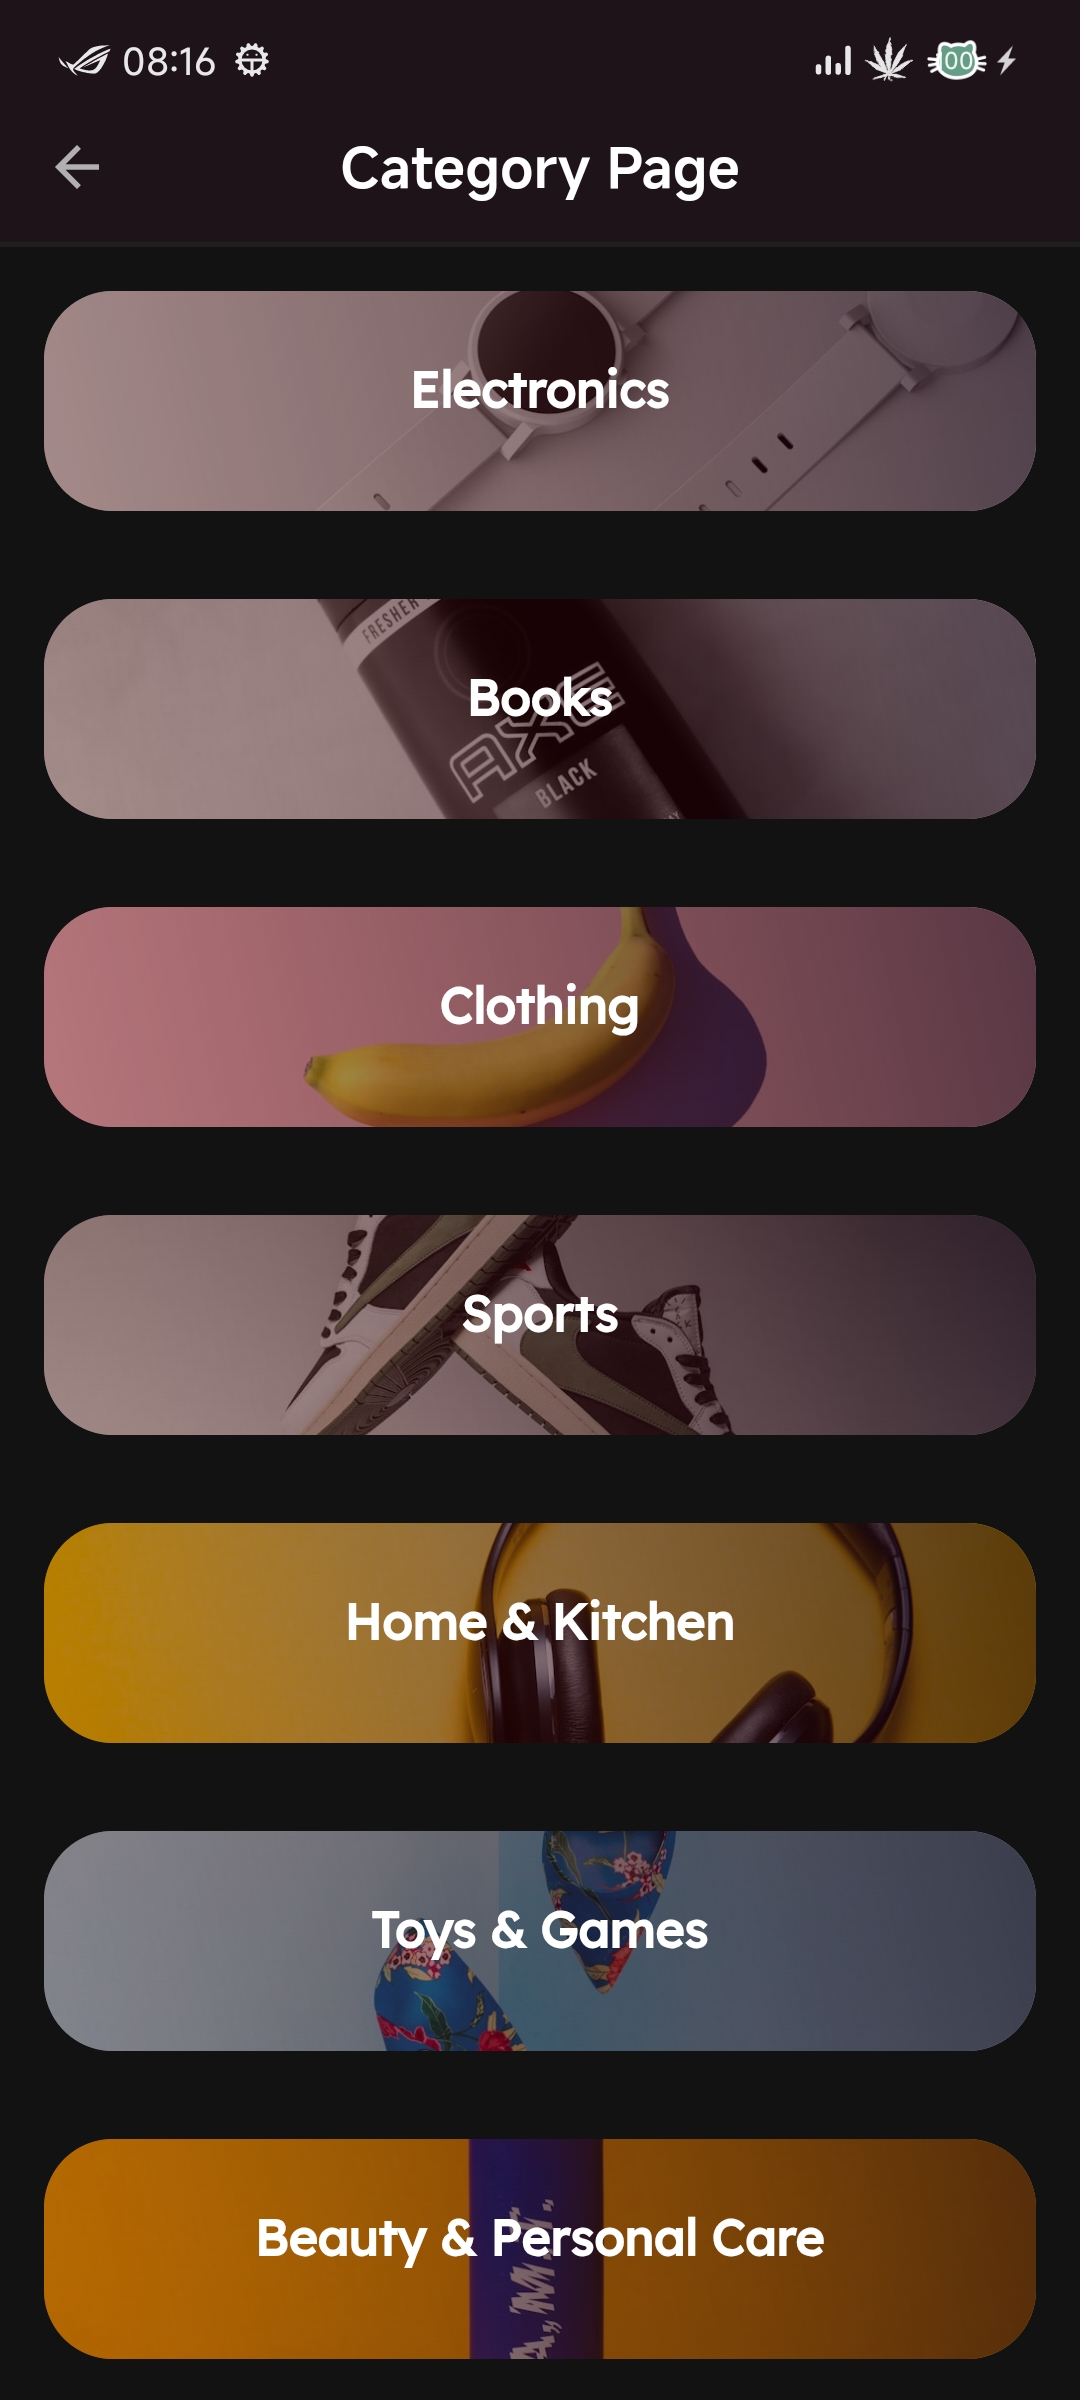 08:16
00
Category Page
Electronics
FRESHER
Books
AXE
BLACK
Clothing
Sports
Home & Kitchen
Toys & Games
Beauty & Personal Care